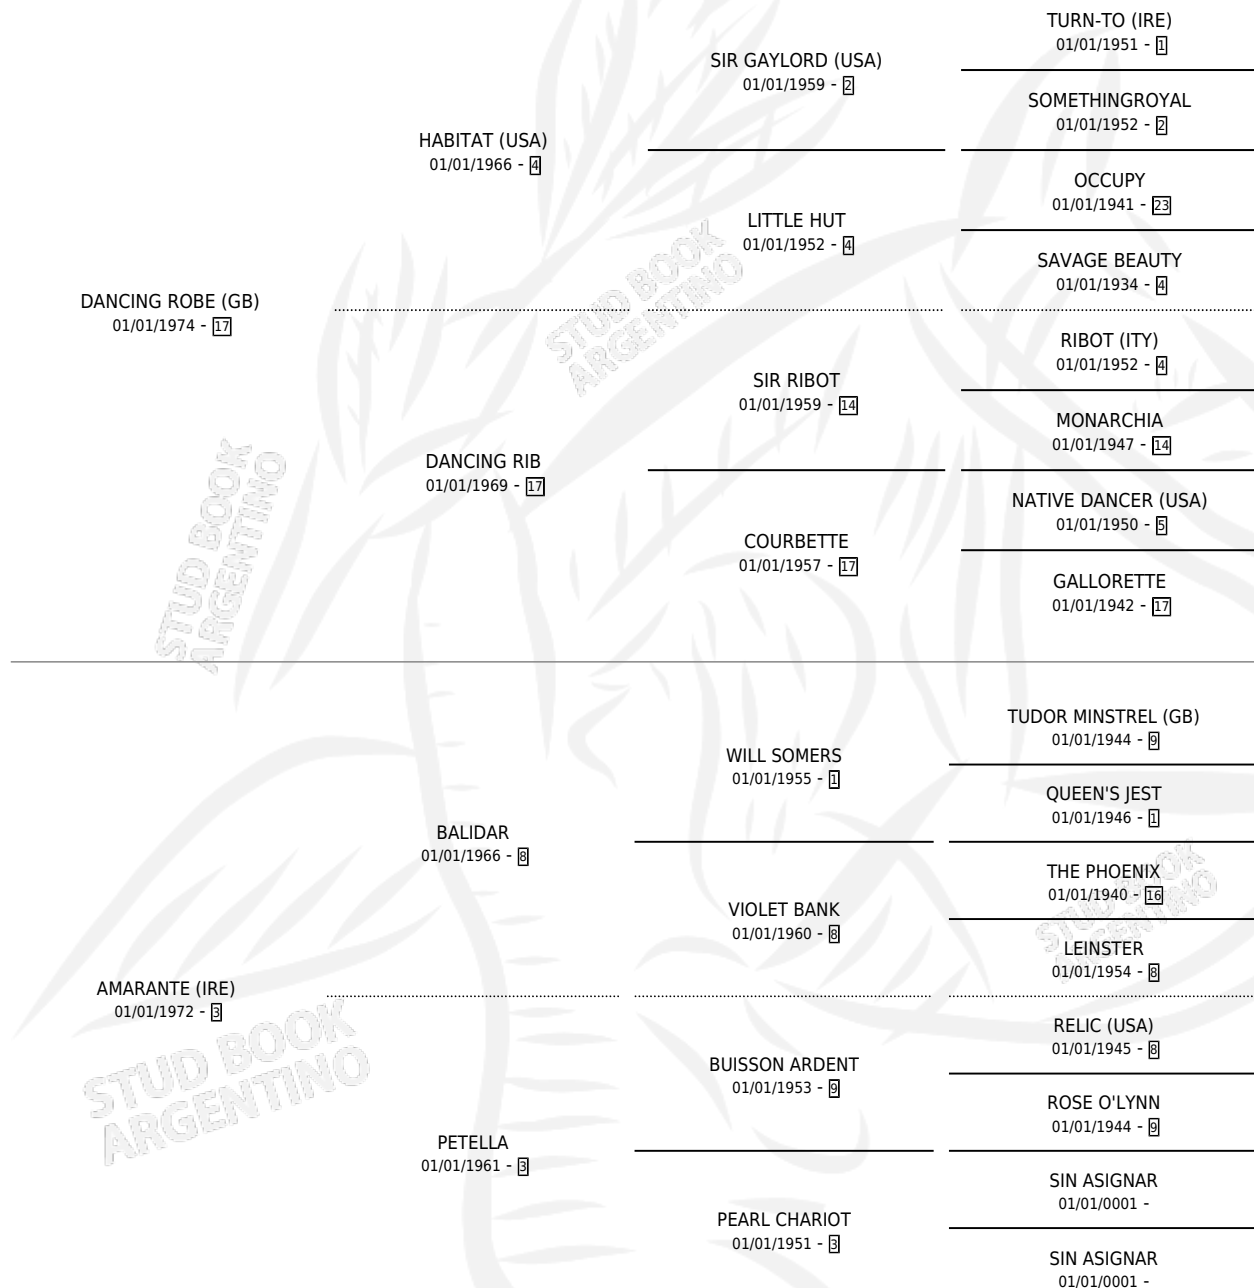 TURN-TO (IRE)
01/01/1951 - 1
SIR GAYLORD (USA)
01/01/1959 - 2
SOMETHINGROYAL
01/01/1952 - 2
HABITAT (USA)
01/01/1966 - 4
OCCUPY
01/01/1941 - 23
LITTLE HUT
01/01/1952 - 4
SAVAGE BEAUTY
01/01/1934 - 4
DANCING ROBE (GB)
01/01/1974 - 17
RIBOT (ITY)
01/01/1952 - 4
SIR RIBOT
01/01/1959 - 14
MONARCHIA
01/01/1947 - 14
DANCING RIB
01/01/1969 - 17
NATIVE DANCER (USA)
01/01/1950 - 5
COURBETTE
01/01/1957 - 17
GALLORETTE
01/01/1942 - 17
TUDOR MINSTREL (GB)
01/01/1944 - 9
WILL SOMERS
01/01/1955 - 1
QUEEN'S JEST
01/01/1946 - 1
BALIDAR
01/01/1966 - 8
THE PHOENIX
01/01/1940 - 16
VIOLET BANK
01/01/1960 - 8
LEINSTER
01/01/1954 - 8
AMARANTE (IRE)
01/01/1972 - 3
RELIC (USA)
01/01/1945 - 8
BUISSON ARDENT
01/01/1953 - 9
ROSE O'LYNN
01/01/1944 - 9
PETELLA
01/01/1961 - 3
SIN ASIGNAR
01/01/0001 -
PEARL CHARIOT
01/01/1951 - 3
SIN ASIGNAR
01/01/0001 -
STUD BOOK
ARGENTINO
STUD BOOK
ARGENTINO
STUD BOOK
ARGENTINO
STUD BOOK
ARGENTINO